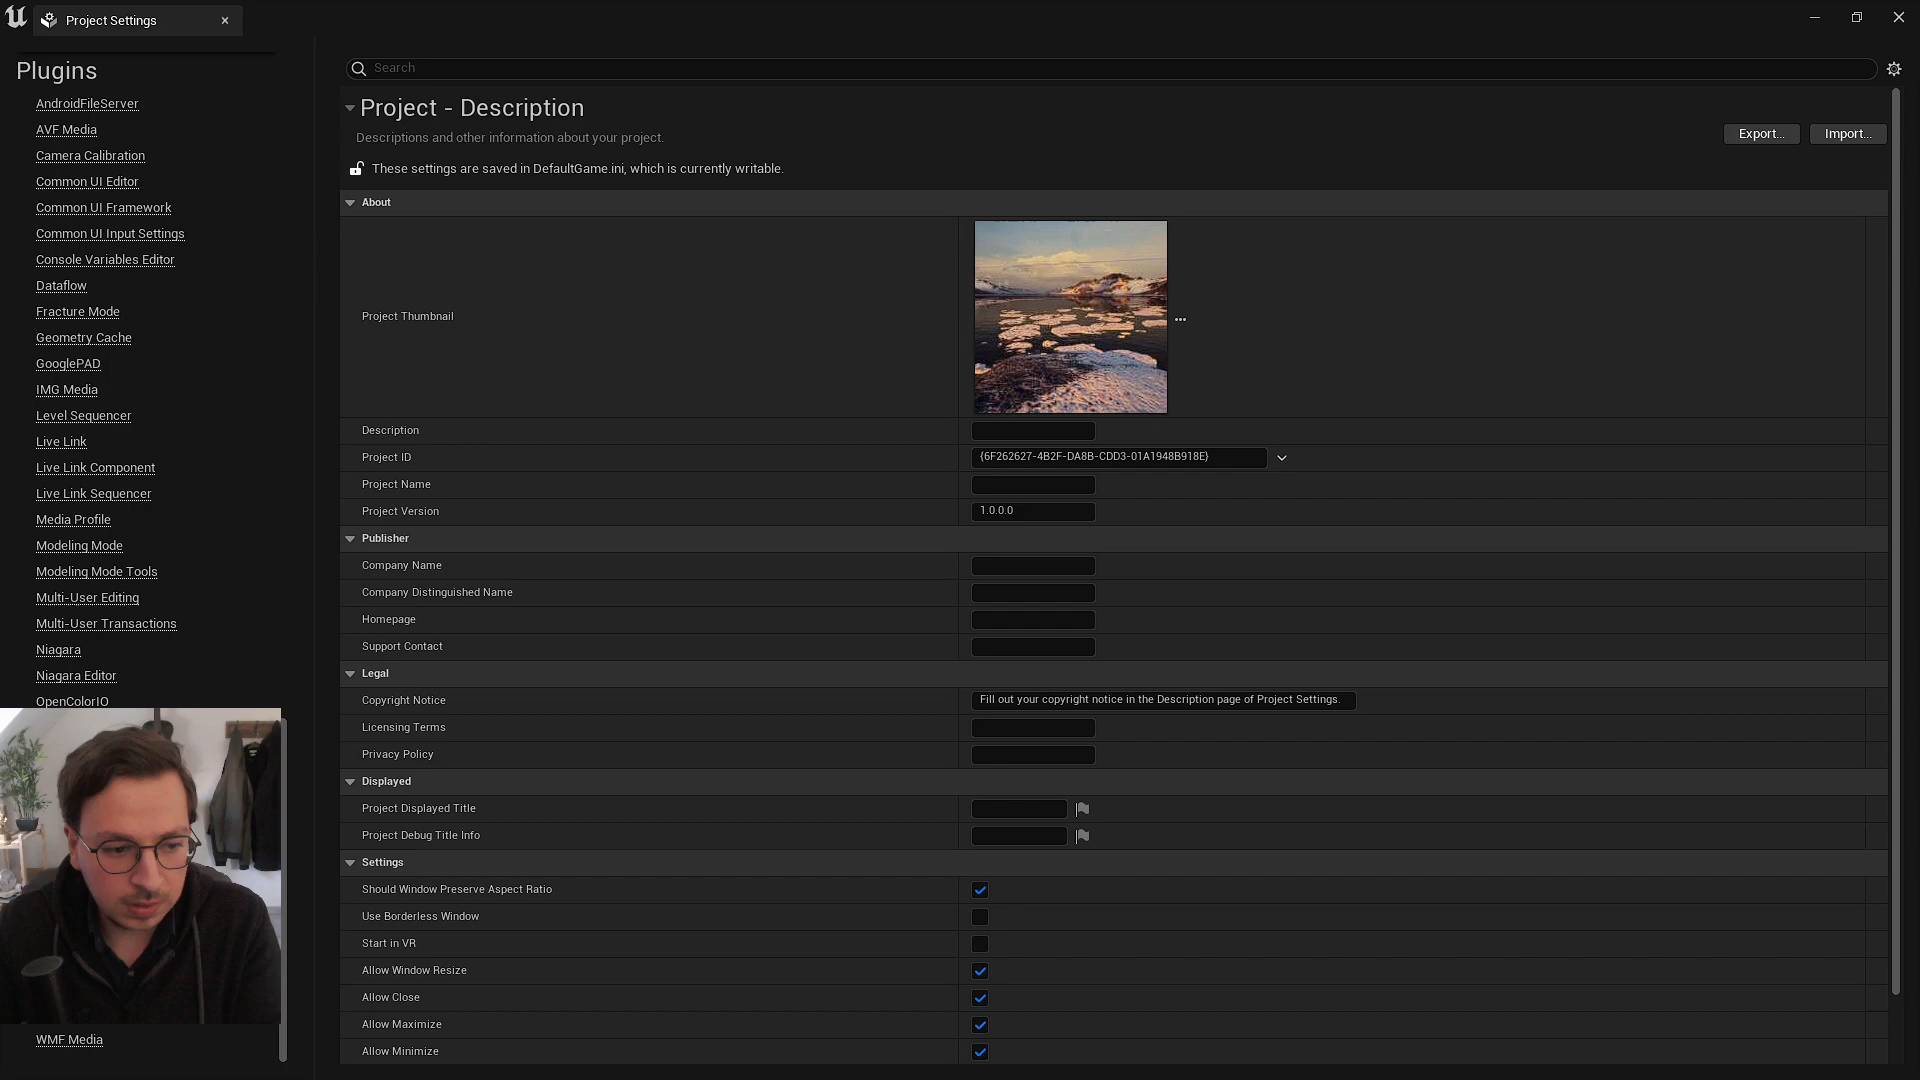 Project Settings
Plugins
AndroidFileServer
AVF Media
Camera Calibration
Common UI Editor
Common UI Framework
Common UI Input Settings
Console Variables Editor
Dataflow
Fracture Mode
Geometry Cache
GooglePAD
IMG Media
Level Sequencer
Live Link
Live Link Component
Live Link Sequencer
Media Profile
Modeling Mode
Modeling Mode Tools
Multi-User Editing
Multi-User Transactions
Niagara
Niagara Editor
OpenColorIO
WMF Media
Search
Project - Description
Descriptions and other information about your project.
Export...
Import...
These settings are saved in DefaultGame.ini, which is currently writable.
About
Project Thumbnail
Description
Project ID
{6F262627-4B2F-DA8B-CDD3-01A1948B918E}
Project Name
Project Version
1.0.0.0
Publisher
Company Name
Company Distinguished Name
Homepage
Support Contact
Legal
Copyright Notice
Fill out your copyright notice in the Description page of Project Settings.
Licensing Terms
Privacy Policy
Displayed
Project Displayed Title
Project Debug Title Info
Settings
Should Window Preserve Aspect Ratio
Use Borderless Window
Start in VR
Allow Window Resize
Allow Close
Allow Maximize
Allow Minimize